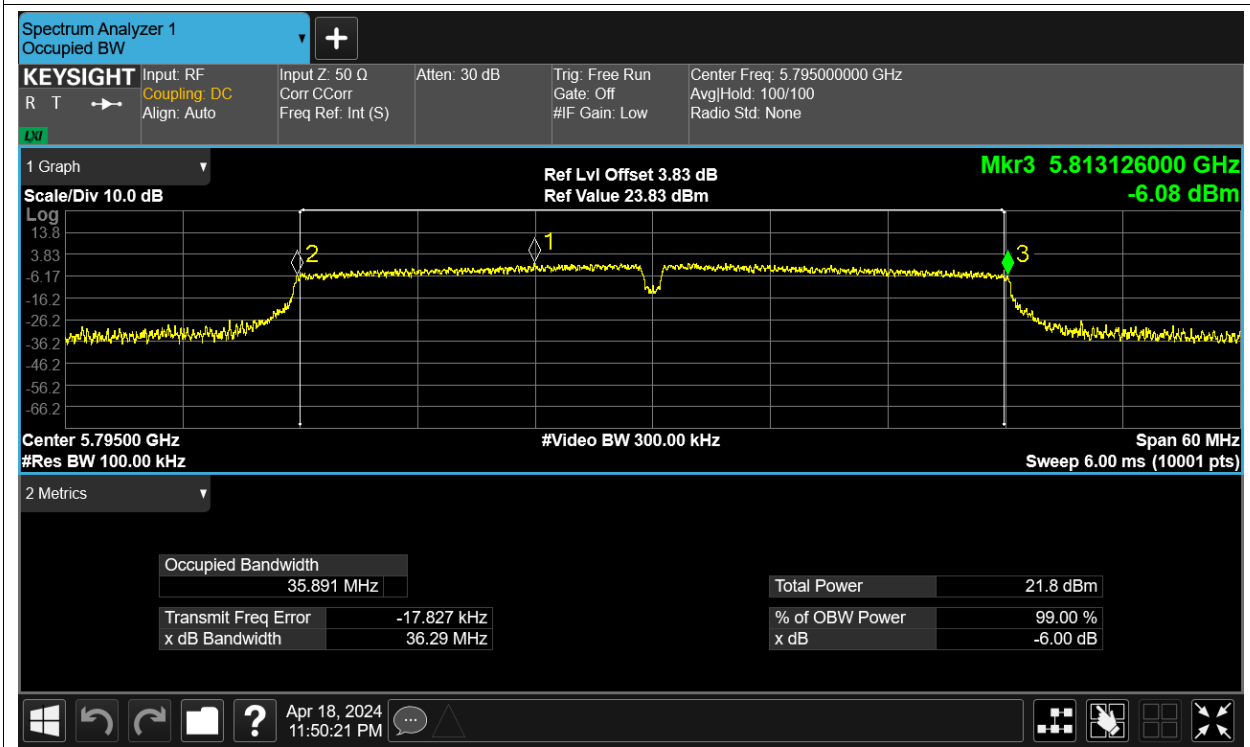 Spectrum Analyzer 1
Occupied BW
KEYSIGHT
R T
LXI
Input: RF
Coupling: DC
Align: Auto
Input Z: 50 Ω
Corr CCorr
Freq Ref: Int (S)
Atten: 30 dB
Trig: Free Run
Gate: Off
#IF Gain: Low
Center Freq: 5.795000000 GHz
Avg|Hold: 100/100
Radio Std: None
1 Graph
Scale/Div 10.0 dB
Ref Lvl Offset 3.83 dB
Ref Value 23.83 dBm
Mkr3 5.813126000 GHz
-6.08 dBm
Log
13.8
3.83
-6.17
-16.2
-26.2
-36.2
-46.2
-56.2
-66.2
2
1
3
Center 5.79500 GHz
#Video BW 300.00 kHz
Span 60 MHz
#Res BW 100.00 kHz
Sweep 6.00 ms (10001 pts)
2 Metrics
Occupied Bandwidth
35.891 MHz
Total Power 21.8 dBm
Transmit Freq Error -17.827 kHz
% of OBW Power 99.00 %
x dB Bandwidth 36.29 MHz
x dB -6.00 dB
?
Apr 18, 2024
11:50:21 PM